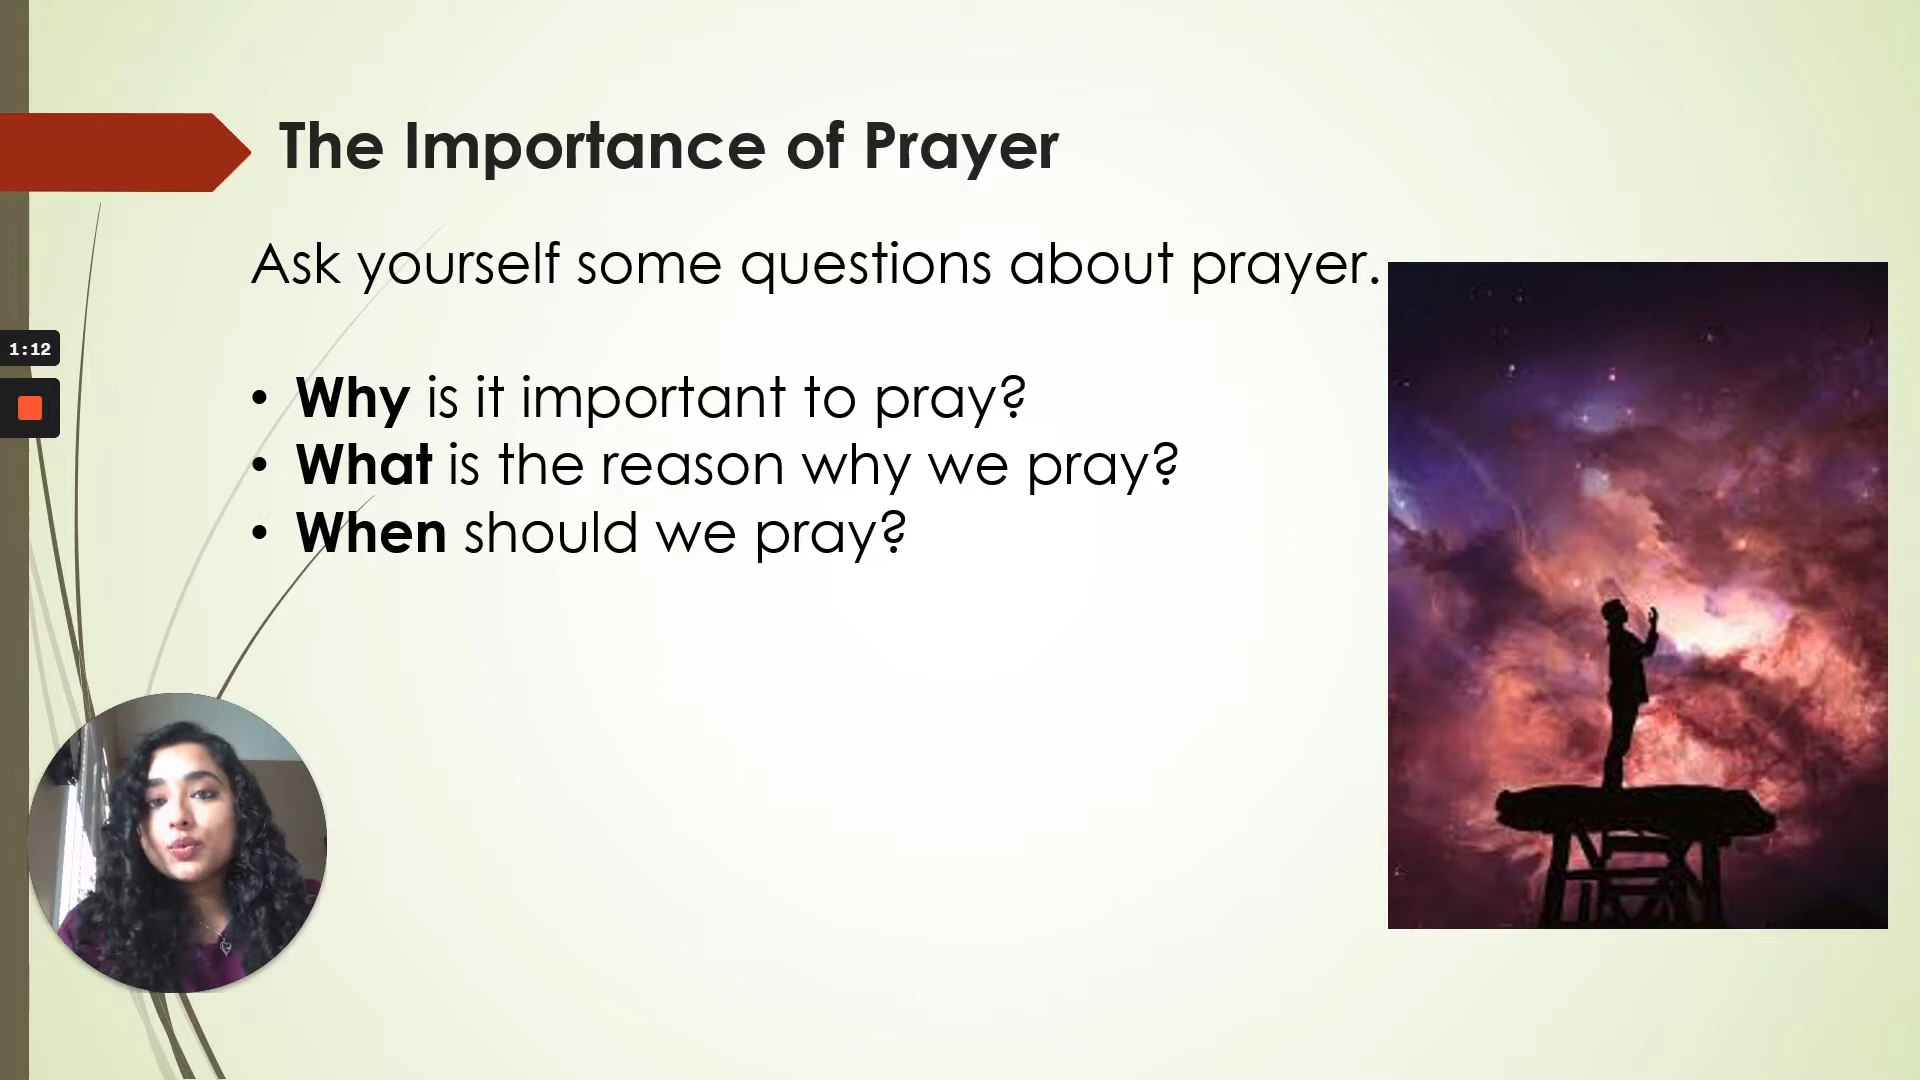 The Importance of Prayer
Ask yourself some questions about prayer.
• Why is it important to pray?
• What is the reason why we pray?
• When should we pray?
1:12